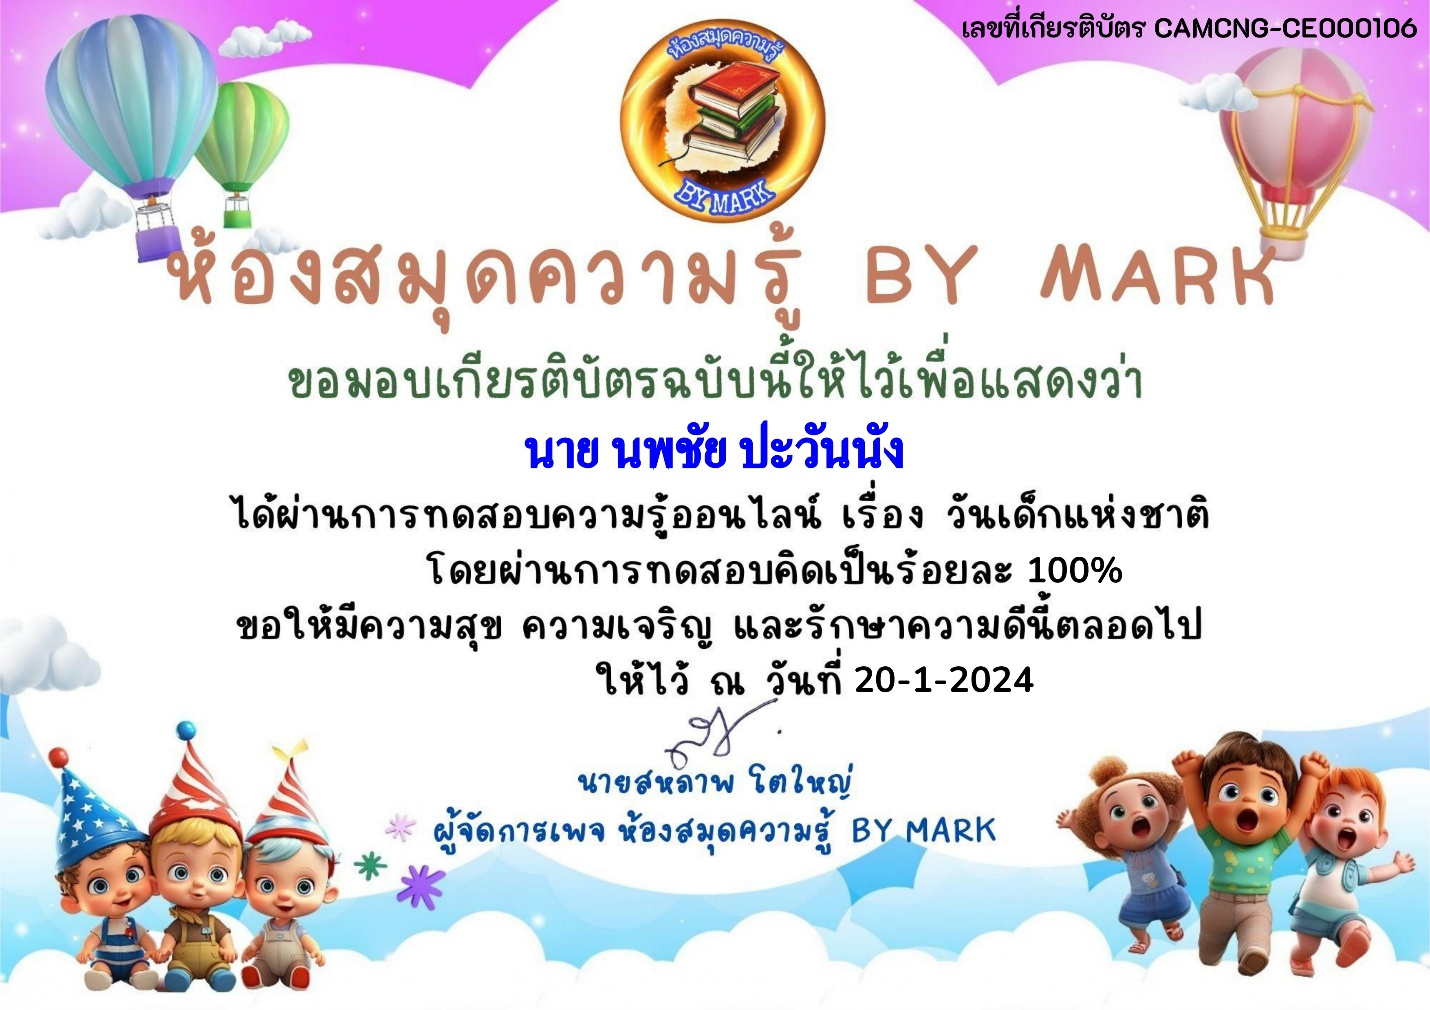 เลขที่เกียรติบัตร CAMCNG-CE000106
ห้องสมุดความรู้
BY MARK
ห้องสมุดความรู้ BY MARK
ขอมอบเกียรติบัตรฉบับนี้ให้ไว้เพื่อแสดงว่า
นาย นพชัย ปะวันนัง
ได้ผ่านการทดสอบความรู้ออนไลน์ เรื่อง วันเด็กแห่งชาติ
โดยผ่านการทดสอบคิดเป็นร้อยละ 100%
ขอให้มีความสุข ความเจริญ และรักษาความดีนี้ตลอดไป
ให้ไว้ ณ วันที่ 20-1-2024
นายสหภาพ โตใหญ่
ผู้จัดการเพจ ห้องสมุดความรู้ BY MARK